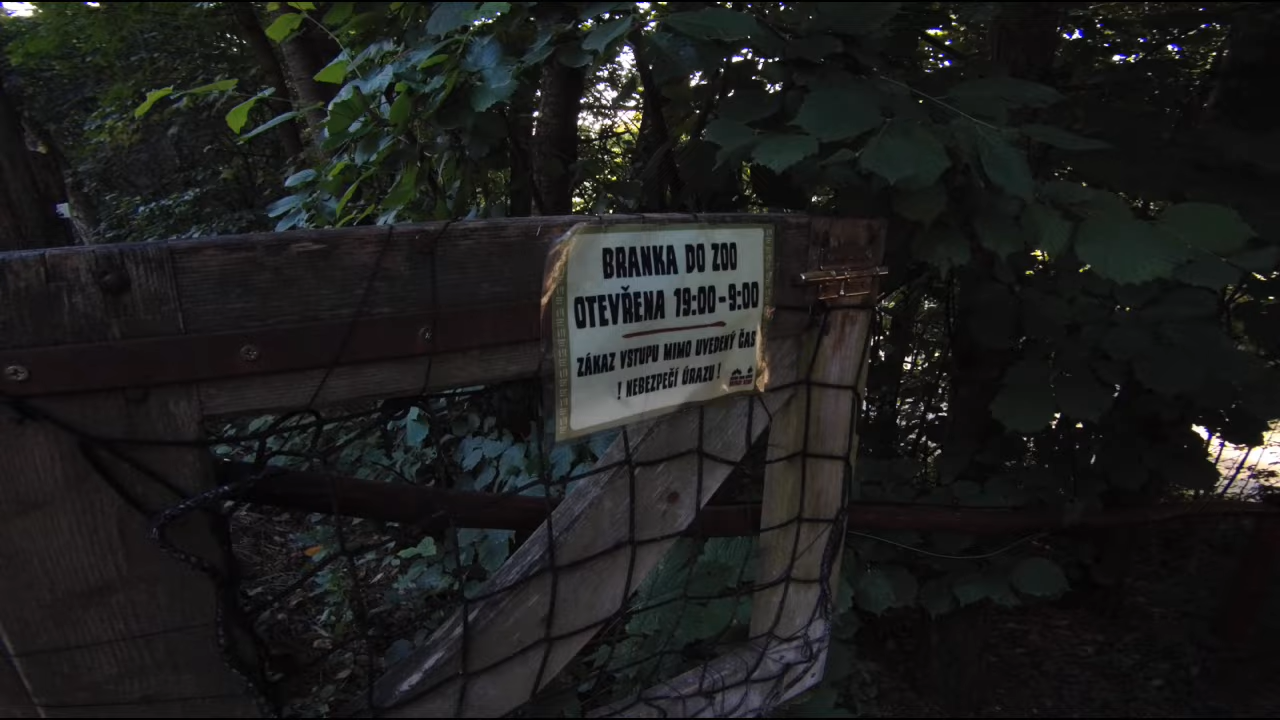 BRANKA DO ZOO
OTEVŘENA 19:00-9:00
ZÁKAZ VSTUPU MIMO UVEDENÝ ČAS
! NEBEZPEČÍ ÚRAZU !